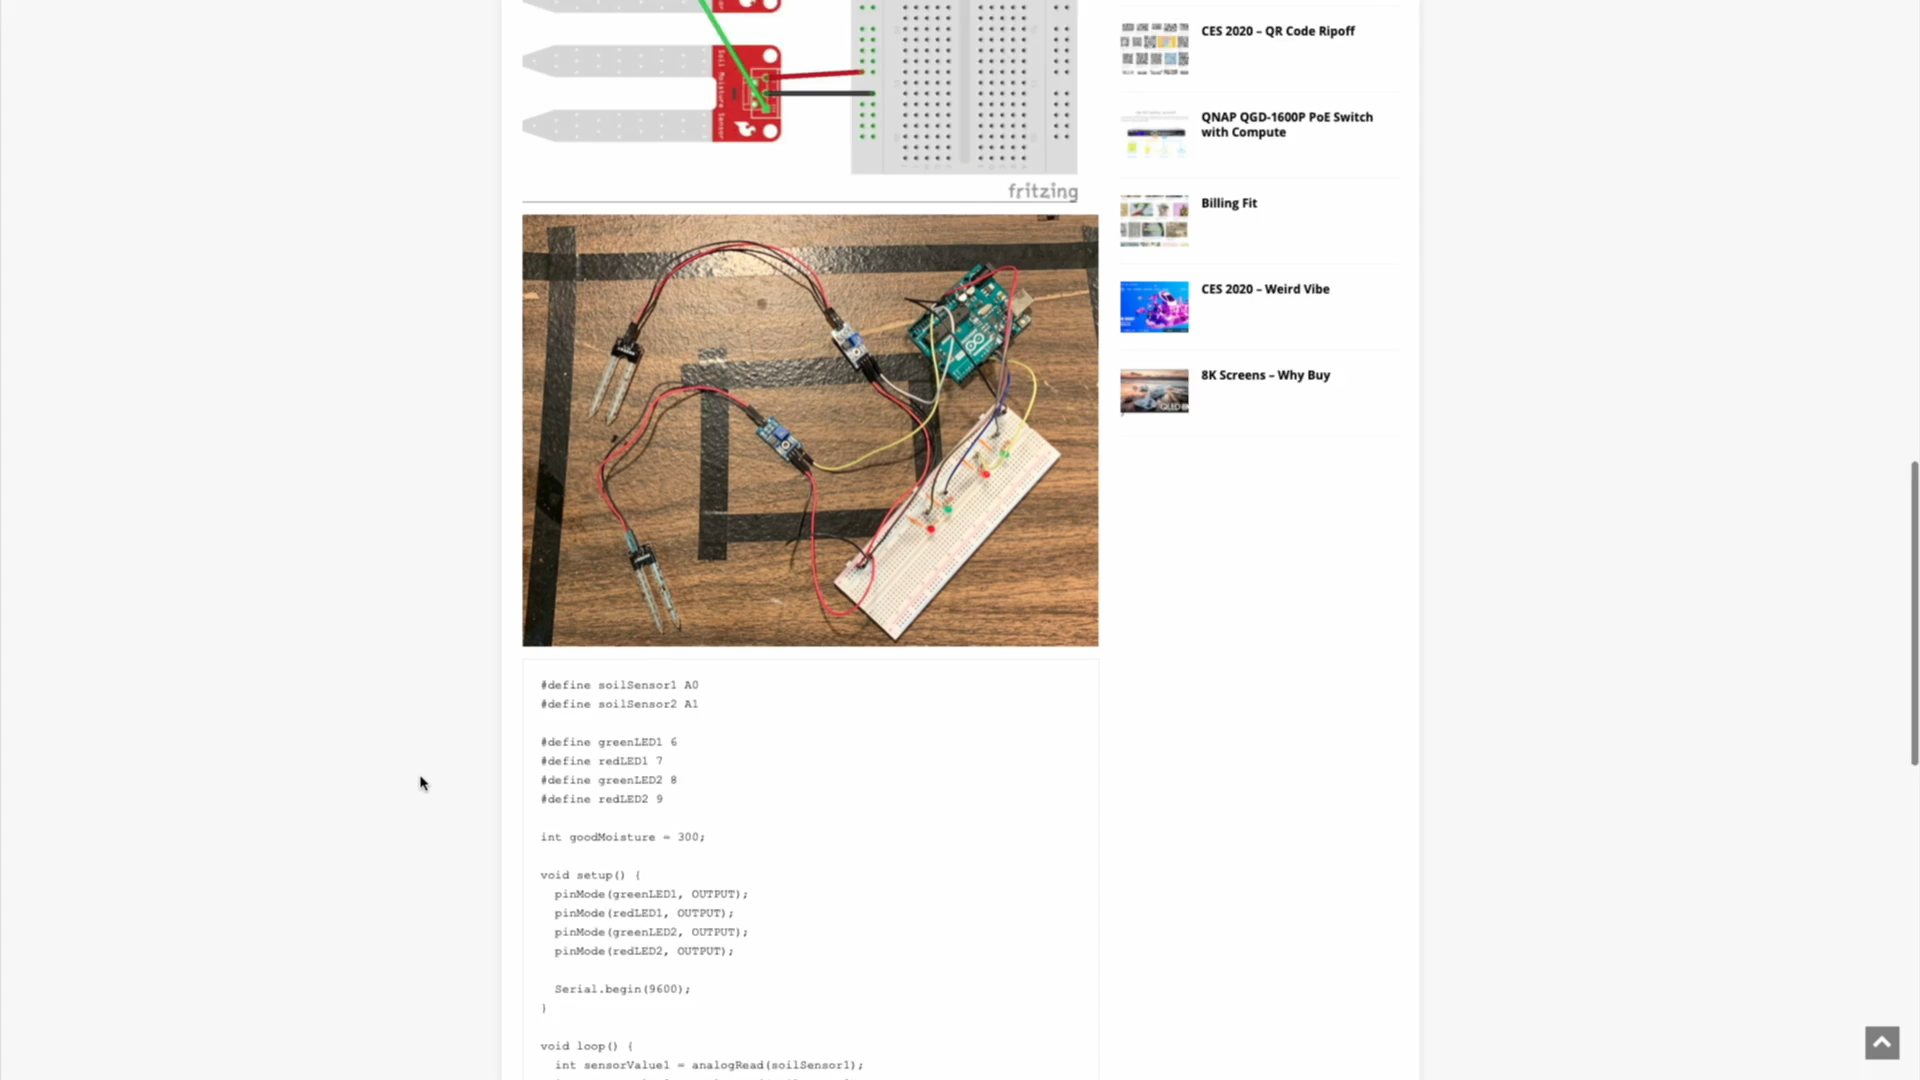 CES 2020 – QR Code Ripoff
Soil Moisture Sensor
QNAP QGD-1600P PoE Switch
with Compute
fritzing
Billing Fit
CES 2020 – Weird Vibe
8K Screens – Why Buy
#define soilSensor1 A0
#define soilSensor2 A1
#define greenLED1 6
#define redLED1 7
#define greenLED2 8
#define redLED2 9
int goodMoisture = 300;
void setup() {
pinMode(greenLED1, OUTPUT);
pinMode(redLED1, OUTPUT);
pinMode(greenLED2, OUTPUT);
pinMode(redLED2, OUTPUT);
Serial.begin(9600);
}
void loop() {
int sensorValue1 = analogRead(soilSensor1);